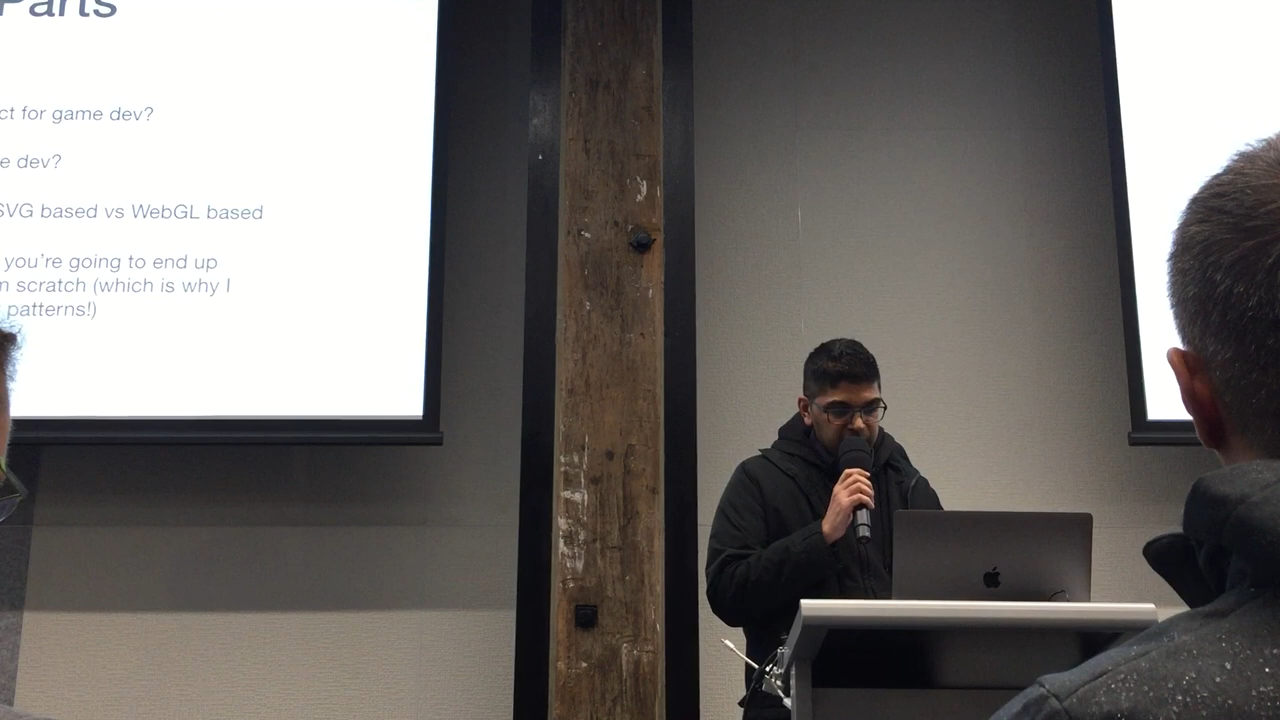 Parts
ct for game dev?
e dev?
SVG based vs WebGL based
you're going to end up
n scratch (which is why I
patterns!)